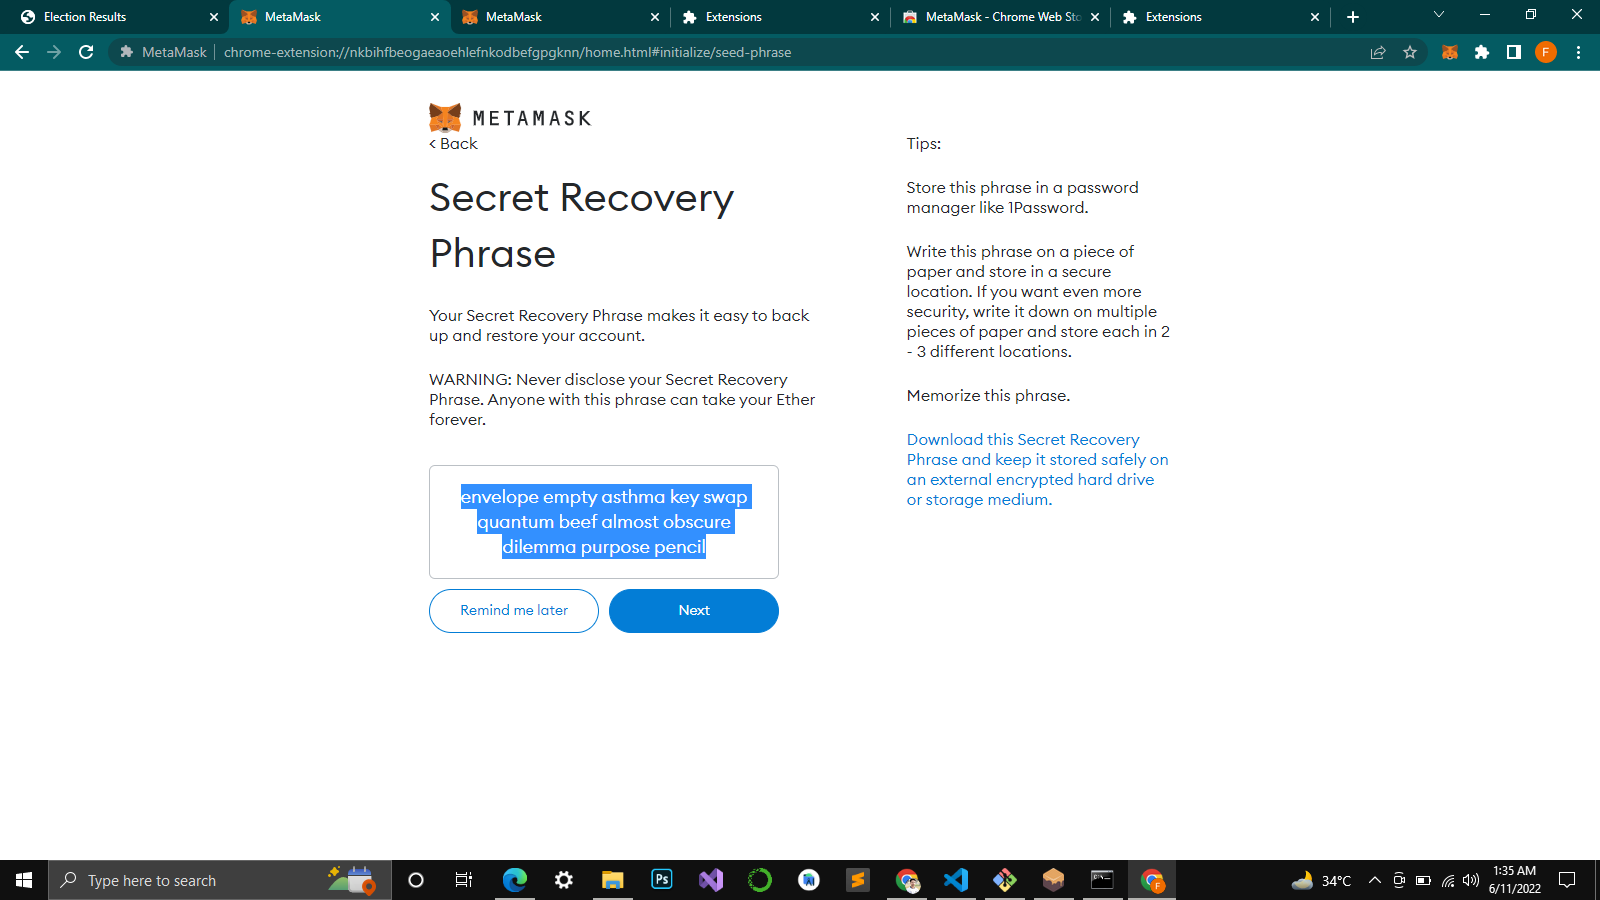 Election Results
MetaMask
MetaMask
Extensions
MetaMask - Chrome Web Sto
Extensions
MetaMask
chrome-extension://nkbihfbeogaeaoehlefnkodbefgpgknn/home.html#initialize/seed-phrase
F
METAMASK
< Back
Secret Recovery
Phrase
Your Secret Recovery Phrase makes it easy to back
up and restore your account.
WARNING: Never disclose your Secret Recovery
Phrase. Anyone with this phrase can take your Ether
forever.
envelope empty asthma key swap
quantum beef almost obscure
dilemma purpose pencil
Remind me later
Next
Tips:
Store this phrase in a password
manager like 1Password.
Write this phrase on a piece of
paper and store in a secure
location. If you want even more
security, write it down on multiple
pieces of paper and store each in 2
- 3 different locations.
Memorize this phrase.
Download this Secret Recovery
Phrase and keep it stored safely on
an external encrypted hard drive
or storage medium.
Type here to search
Ps
F
34°C
1:35 AM
6/11/2022